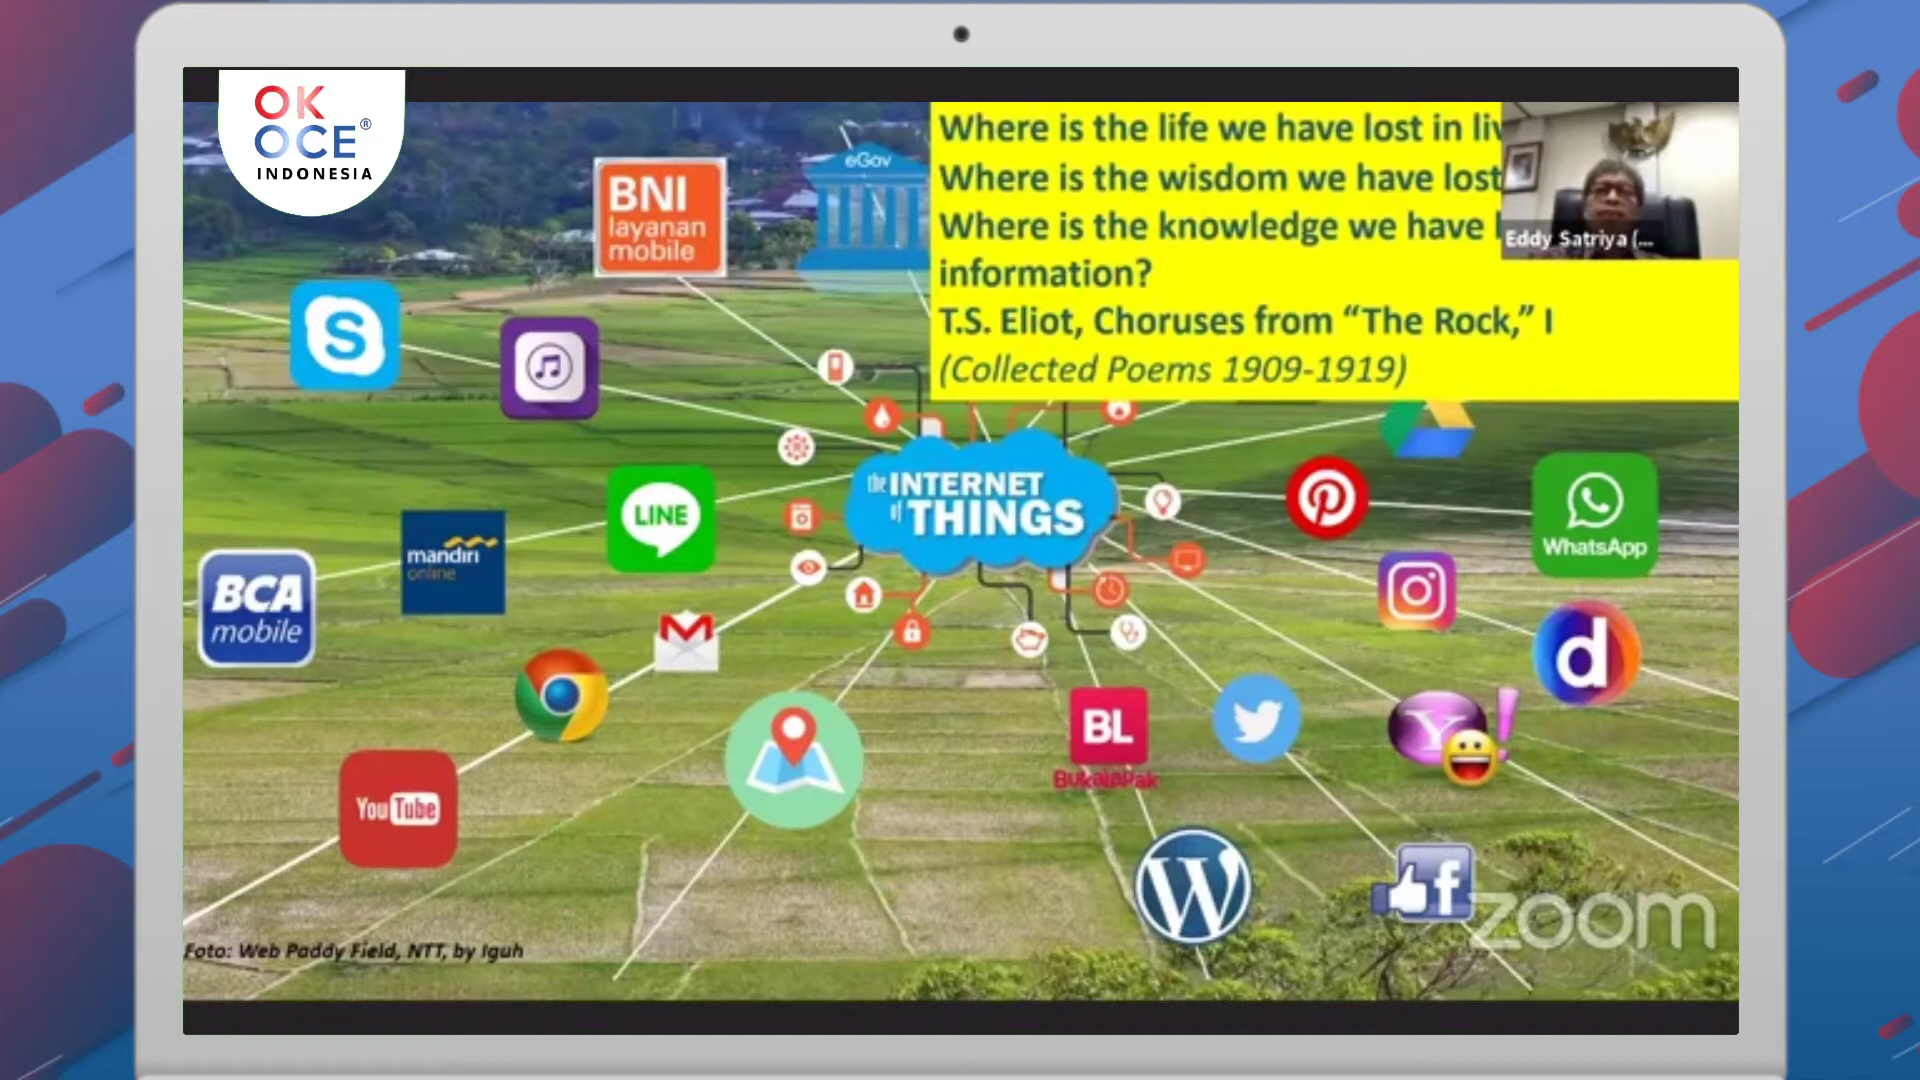 OK
OCE®
INDONESIA
BNI
layanan
mobile
eGov
Where is the life we have lost in
Where is the wisdom we have lost
Where is the knowledge we have
information?
T.S. Eliot, Choruses from “The Rock,” I
(Collected Poems 1909-1919)
Eddy Satriya (...
S
the INTERNET
of THINGS
LINE
mandiri
online
BCA
mobile
WhatsApp
d
BL
BukalaPak
Y!
YouTube
W
f
zoom
Foto: Web Paddy Field, NTT, by Iguh